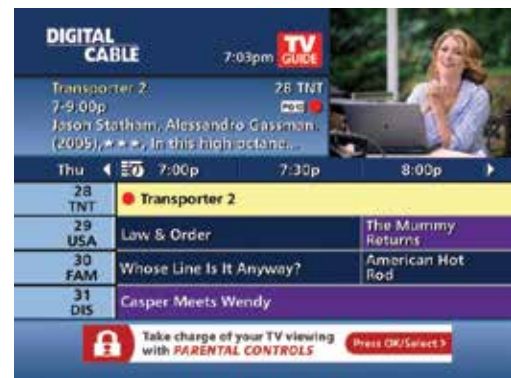 DIGITAL
CABLE
7:03pm
TV
GUIDE
Transporter 2
28 TNT
7-9:00p
PG13
Jason Statham, Alessandro Gassman.
(2005),★★★, In this high octane...
Thu
7:00p
7:30p
8:00p
28
TNT
Transporter 2
29
USA
Law & Order
The Mummy
Returns
30
FAM
Whose Line Is It Anyway?
American Hot
Rod
31
DIS
Casper Meets Wendy
Take charge of your TV viewing
with PARENTAL CONTROLS
Press OK/Select >